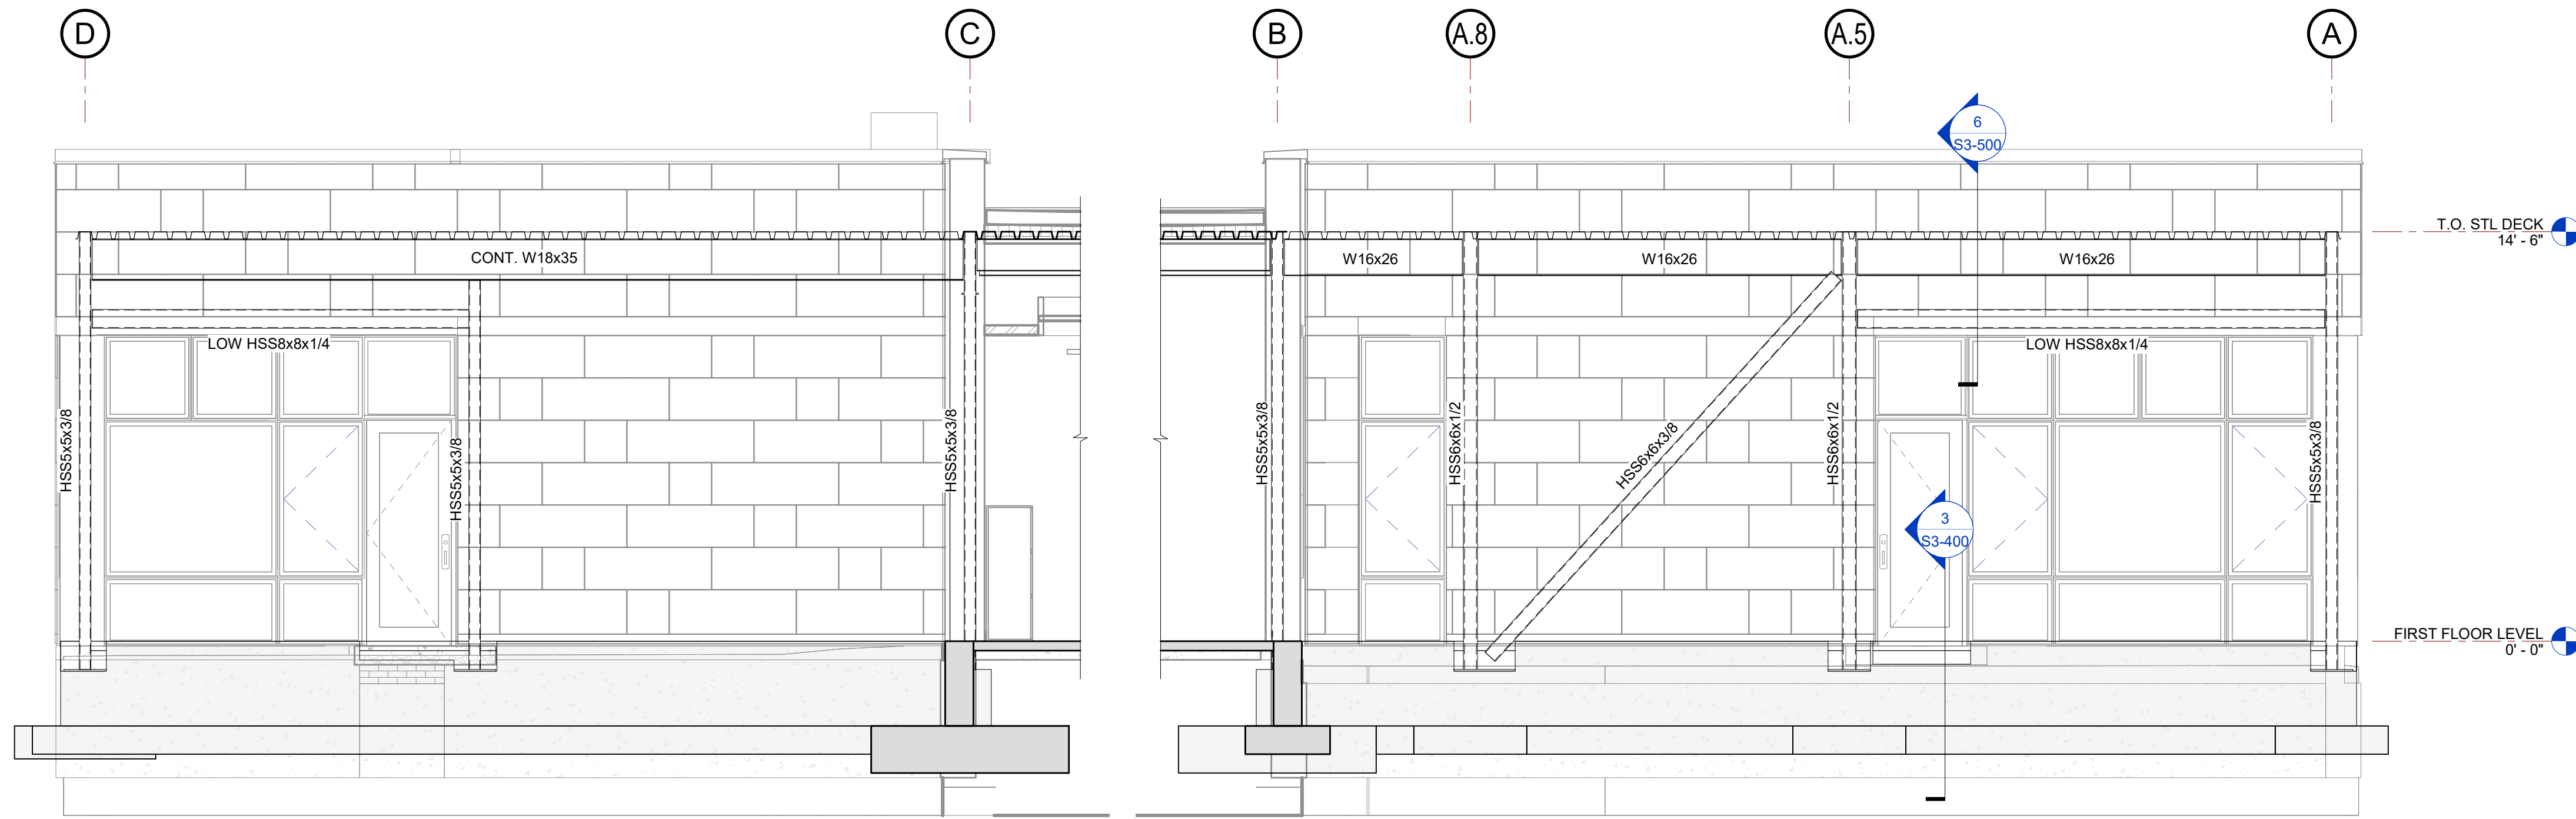 D
C
B
A.8
A.5
A
6
S3-500
T.O. STL DECK
14' - 6"
CONT. W18x35
W16x26
W16x26
W16x26
LOW HSS8x8x1/4
LOW HSS8x8x1/4
HSS5x5x3/8
HSS5x5x3/8
HSS5x5x3/8
HSS5x5x3/8
HSS6x6x1/2
HSS6x6x3/8
HSS6x6x1/2
HSS5x5x3/8
3
S3-400
FIRST FLOOR LEVEL
0' - 0"